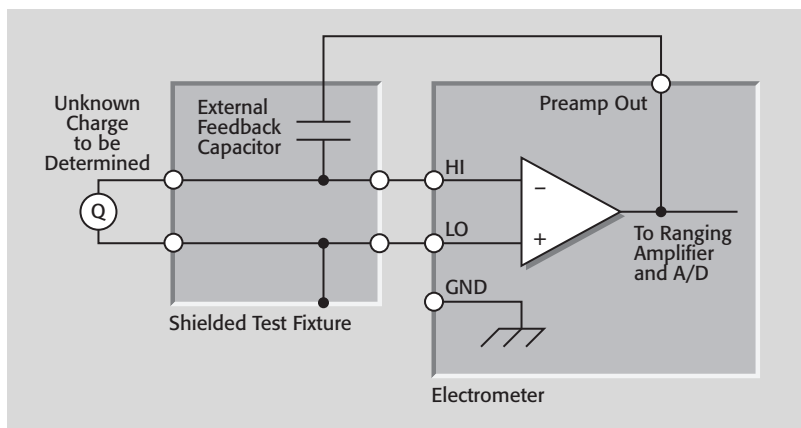 Unknown
Charge
to be
Determined
Q
External
Feedback
Capacitor
Shielded Test Fixture
Preamp Out
HI
−
LO
+
GND
To Ranging
Amplifier
and A/D
Electrometer